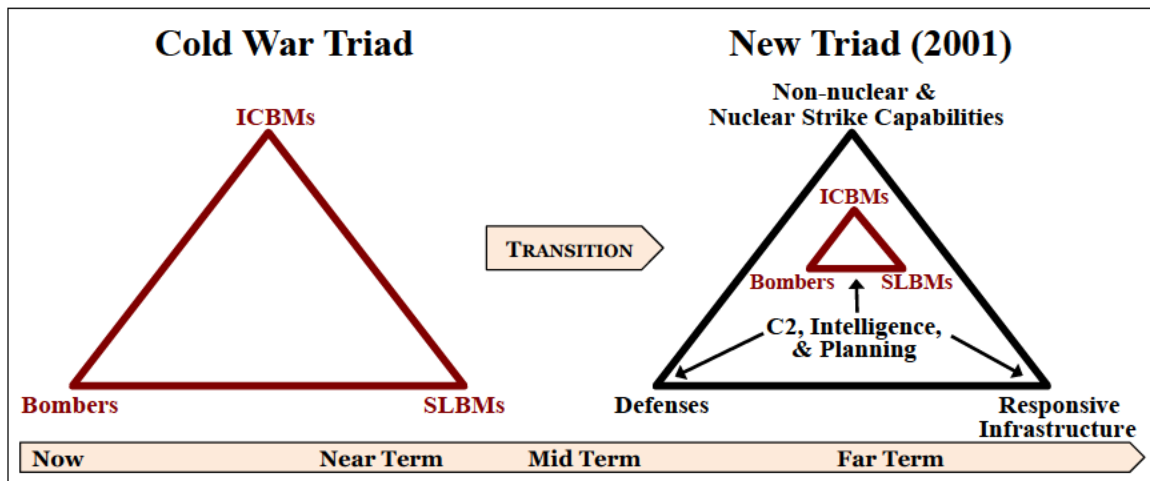 Cold War Triad
ICBMs
Bombers
SLBMs
TRANSITION
New Triad (2001)
Non-nuclear &
Nuclear Strike Capabilities
ICBMs
Bombers
SLBMs
C2, Intelligence,
& Planning
Defenses
Responsive
Infrastructure
Now
Near Term
Mid Term
Far Term